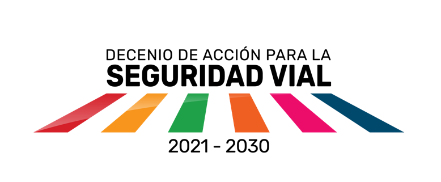 DECENIO DE ACCIÓN PARA LA
SEGURIDAD VIAL
2021 - 2030